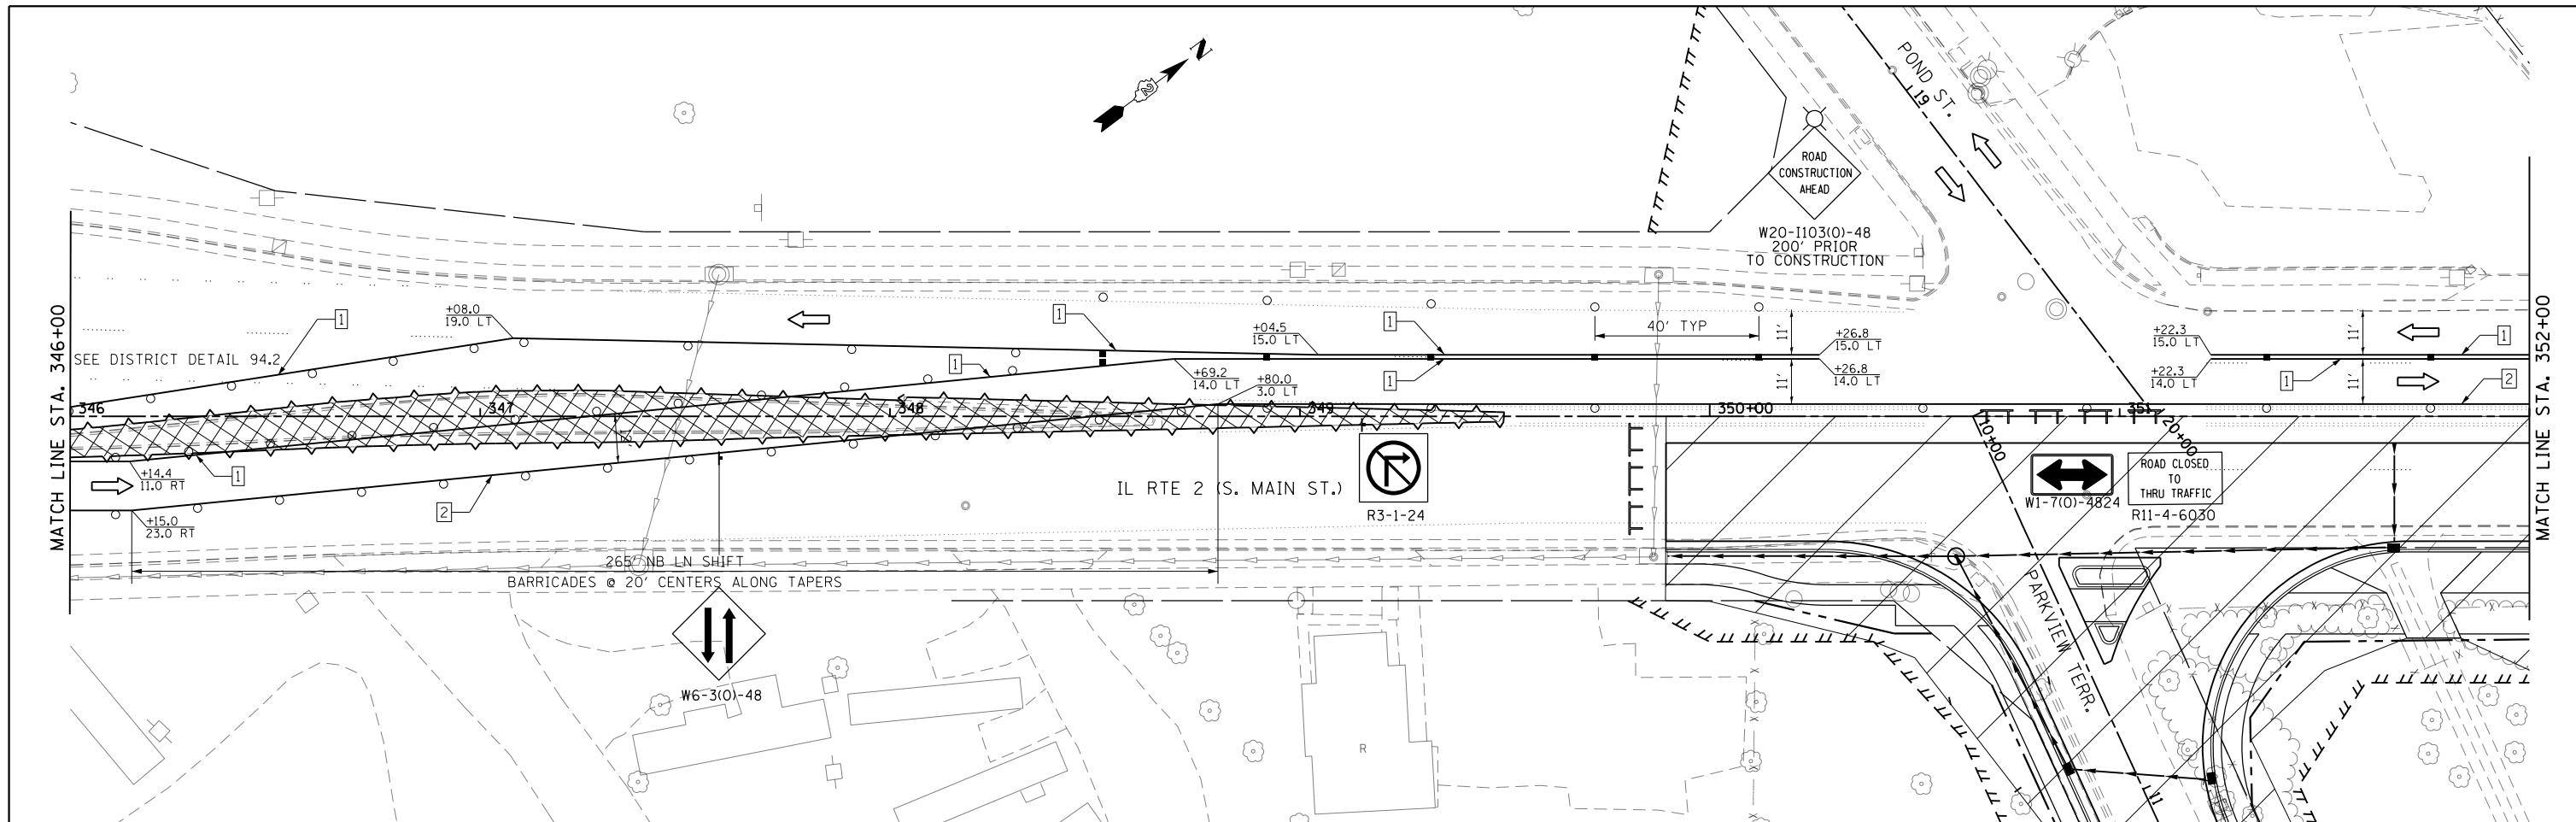 N
2
POND ST.
19
ROAD
CONSTRUCTION
AHEAD
W20-I103(O)-48
200' PRIOR
TO CONSTRUCTION
MATCH LINE STA. 346+00
SEE DISTRICT DETAIL 94.2
1
+08.0
19.0 LT
1
1
1
+04.5
15.0 LT
1
40' TYP
11'
11'
+26.8
15.0 LT
+26.8
14.0 LT
+22.3
15.0 LT
+22.3
14.0 LT
11'
11'
1
1
2
MATCH LINE STA. 352+00
+69.2
14.0 LT
+80.0
3.0 LT
346
347
348
349
350+00
351
10+00
20+00
+14.4
11.0 RT
1
+15.0
23.0 RT
2
IL RTE 2 (S. MAIN ST.)
R3-1-24
W1-7(O)-4824
ROAD CLOSED
TO
THRU TRAFFIC
R11-4-6030
265' NB LN SHIFT
BARRICADES @ 20' CENTERS ALONG TAPERS
W6-3(O)-48
PARKVIEW TERR.
R
11